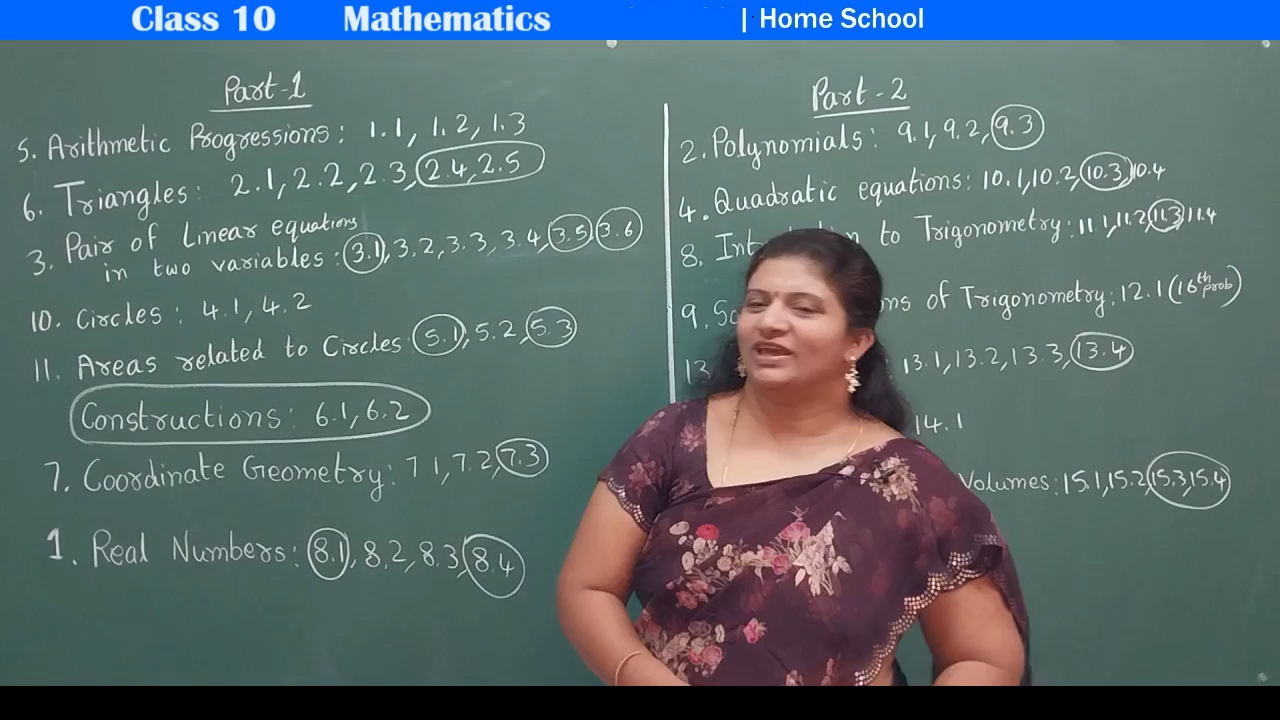 Class 10 Mathematics | Home School
Part-1
5. Arithmetic Progressions: 1.1, 1.2, 1.3
6. Triangles: 2.1, 2.2, 2.3, 2.4, 2.5
3. Pair of Linear equations
in two variables: 3.1, 3.2, 3.3, 3.4, 3.5, 3.6
10. Circles: 4.1, 4.2
11. Areas related to Circles: 5.1, 5.2, 5.3
Constructions: 6.1, 6.2
7. Coordinate Geometry: 7.1, 7.2, 7.3
1. Real Numbers: 8.1, 8.2, 8.3, 8.4
Part-2
2. Polynomials: 9.1, 9.2, 9.3
4. Quadratic equations: 10.1, 10.2, 10.3, 10.4
8. to Trigonometry: 11.1, 11.2, 11.3, 11.4
9. of Trigonometry: 12.1 (16th prob)
13. : 13.1, 13.2, 13.3, 13.4
14.1
Volumes: 15.1, 15.2, 15.3, 15.4